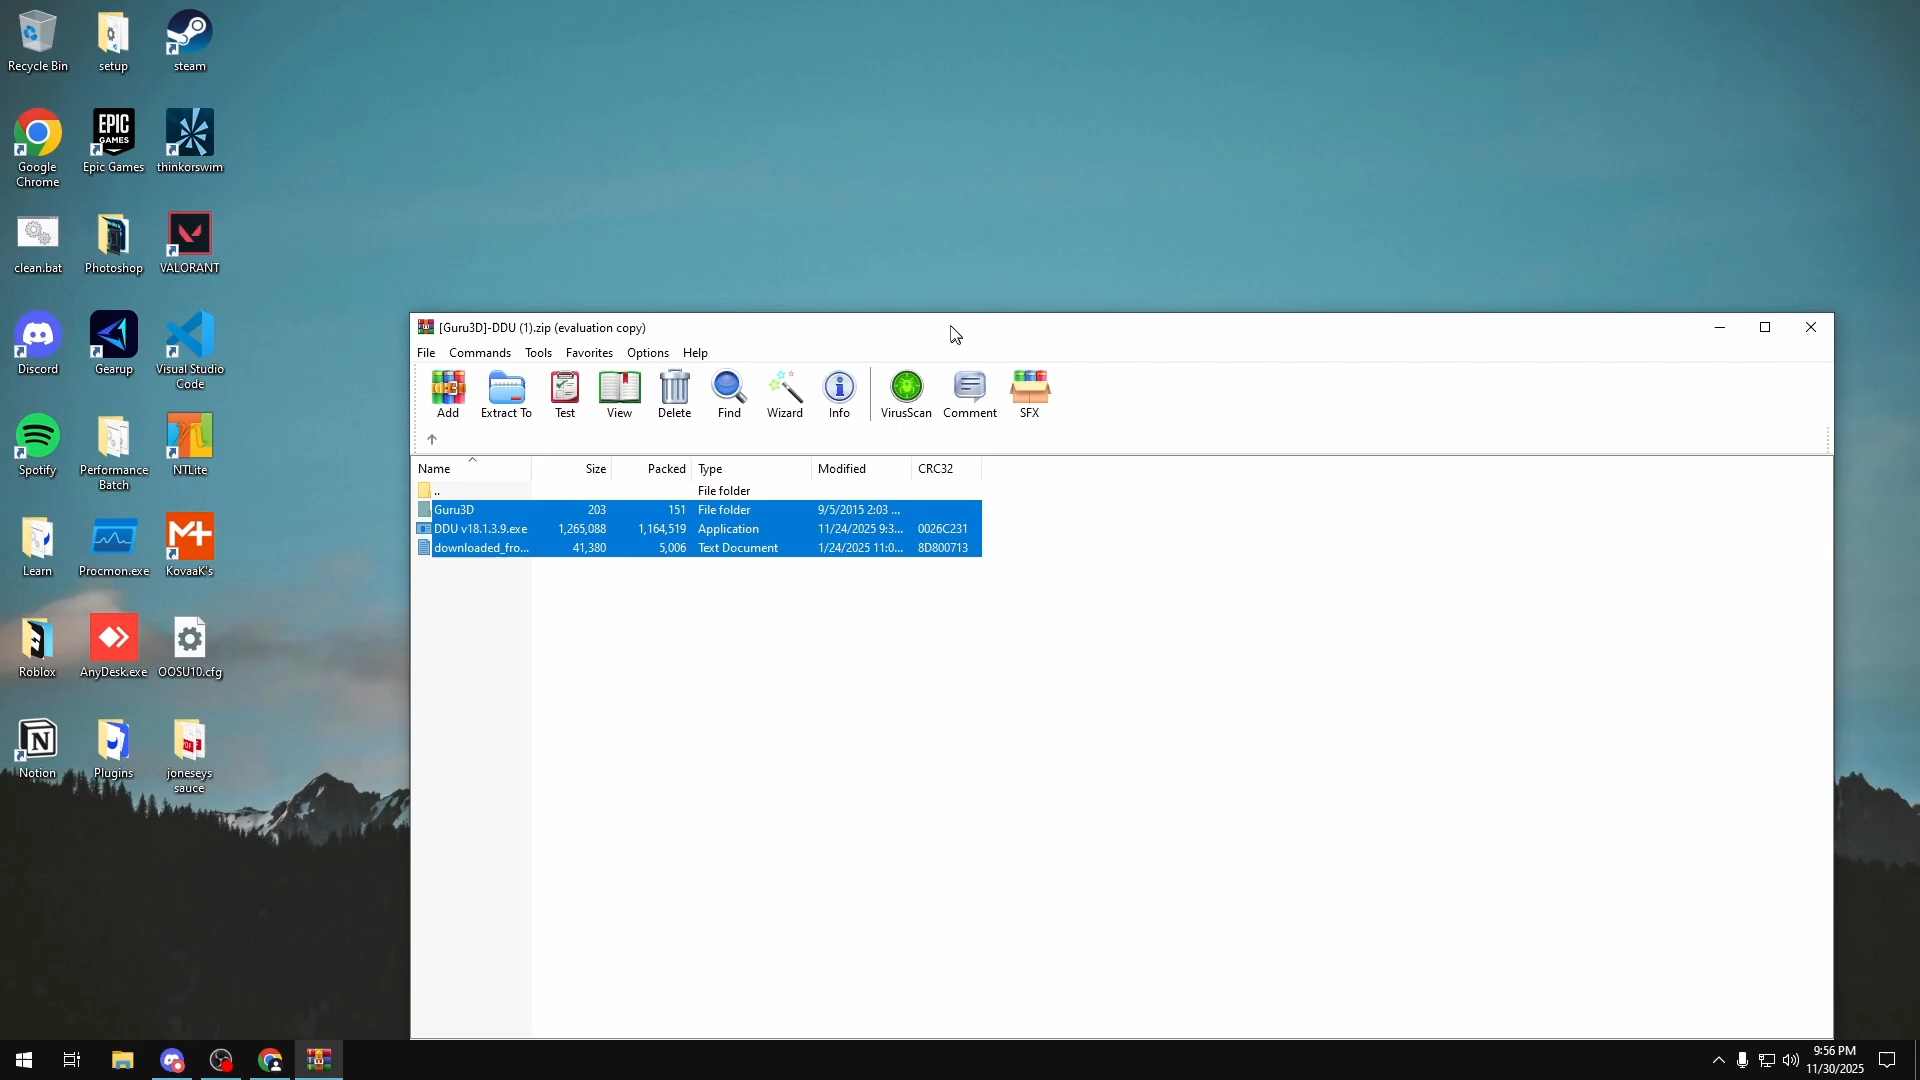 Recycle Bin
setup
steam
Google
Chrome
EPIC
GAMES
Epic Games
thinkorswim
clean.bat
Photoshop
VALORANT
Discord
Gearup
Visual Studio
Code
Spotify
Performance
Batch
NTLite
Learn
Procmon.exe
KovaaK's
Roblox
AnyDesk.exe
OOSU10.cfg
Notion
Plugins
joneseys
sauce
[Guru3D]-DDU (1).zip (evaluation copy)
File Commands Tools Favorites Options Help
Add Extract To Test View Delete Find Wizard Info VirusScan Comment SFX
Name Size Packed Type Modified CRC32
.. File folder
Guru3D 203 151 File folder 9/5/2015 2:03 ...
DDU v18.1.3.9.exe 1,265,088 1,164,519 Application 11/24/2025 9:3... 0026C231
downloaded_fro... 41,380 5,006 Text Document 1/24/2025 11:0... 8D800713
9:56 PM
11/30/2025